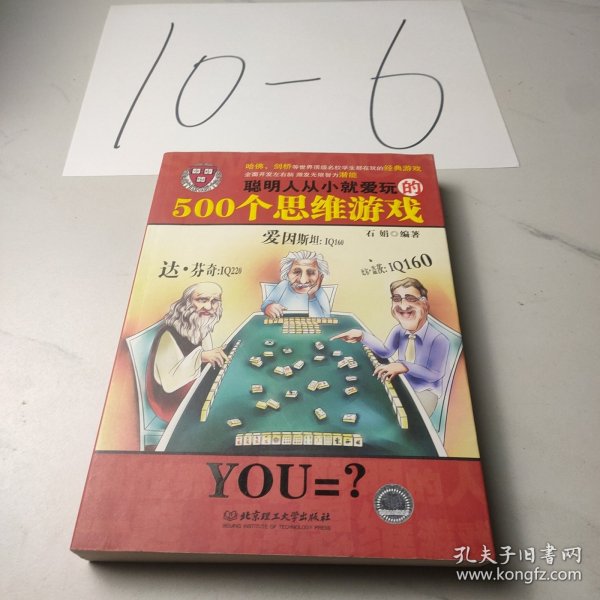 10-6
哈佛、剑桥等世界顶级名校学生都在玩的经典游戏
全面开发左右脑 激发无限智力潜能
聪明人从小就爱玩的
500个思维游戏
石娟◎编著
爱因斯坦:IQ160
达·芬奇:IQ220
IQ160
YOU=?
北京理工大学出版社
BEIJING INSTITUTE OF TECHNOLOGY PRESS
孔夫子旧书网
www.kongfz.com